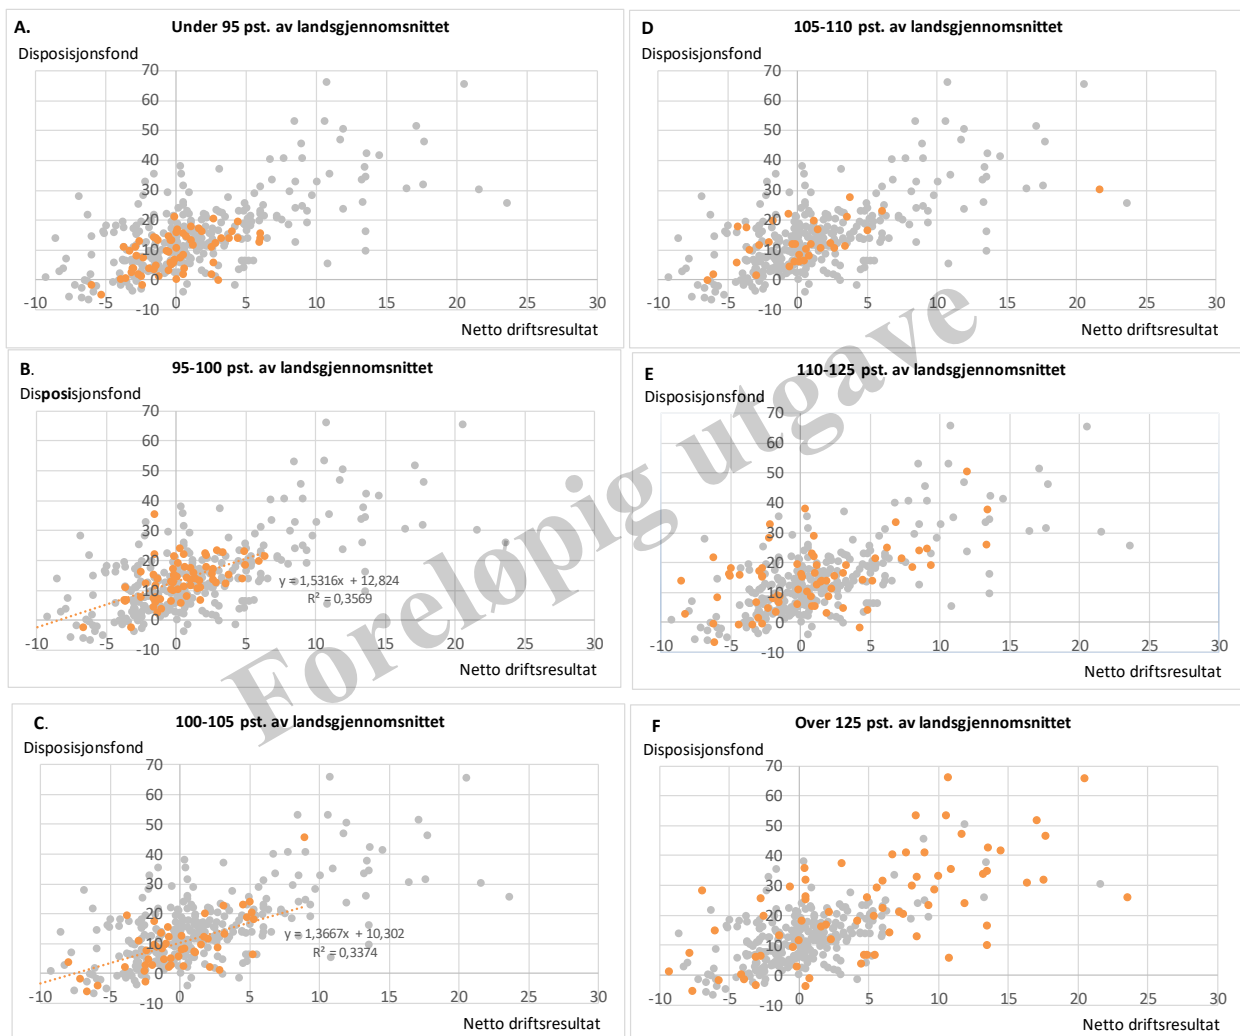 A.
Under 95 pst. av landsgjennomsnittet
Disposisjonsfond
70
60
50
40
30
20
10
0
-10
-10 -5 0 5 10 15 20 25 30
Netto driftsresultat
B.
95-100 pst. av landsgjennomsnittet
Disposisjonsfond
70
60
50
40
30
20
10
0
-10
y = 1,5316x + 12,824
R² = 0,3569
-10 -5 0 5 10 15 20 25 30
Netto driftsresultat
C.
100-105 pst. av landsgjennomsnittet
Disposisjonsfond
70
60
50
40
30
20
10
0
-10
y = 1,3667x + 10,302
R² = 0,3374
-10 -5 0 5 10 15 20 25 30
Netto driftsresultat
D
105-110 pst. av landsgjennomsnittet
Disposisjonsfond
70
60
50
40
30
20
10
0
-10
-10 -5 0 5 10 15 20 25 30
Netto driftsresultat
E
110-125 pst. av landsgjennomsnittet
Disposisjonsfond
70
60
50
40
30
20
10
0
-10
-10 -5 0 5 10 15 20 25 30
Netto driftsresultat
F
Over 125 pst. av landsgjennomsnittet
Disposisjonsfond
70
60
50
40
30
20
10
0
-10
-10 -5 0 5 10 15 20 25 30
Netto driftsresultat
Foreløpig utgave